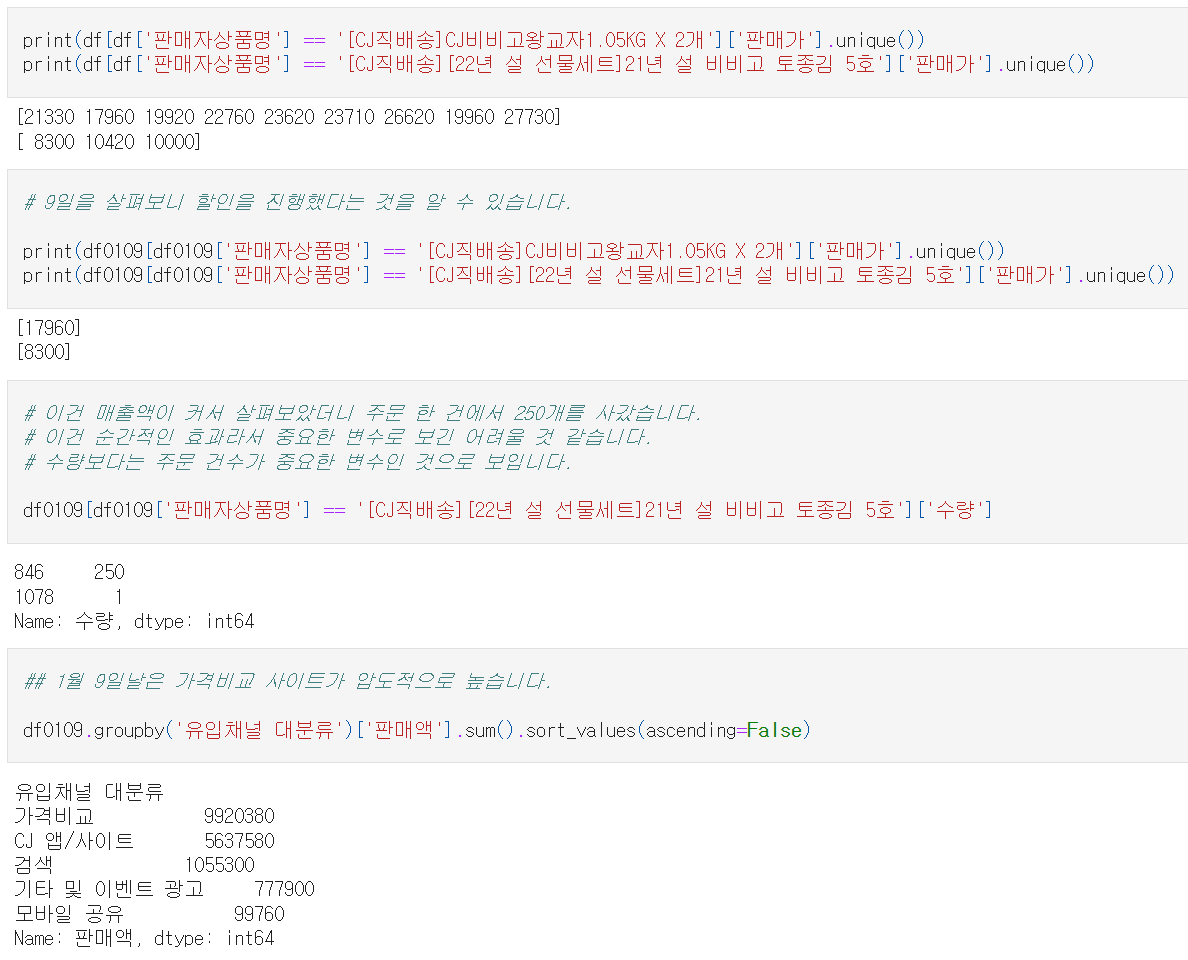 print(df[df['판매자상품명'] == '[CJ직배송]CJ비비고왕교자1.05KG X 2개']['판매가'].unique())
print(df[df['판매자상품명'] == '[CJ직배송][22년 설 선물세트]21년 설 비비고 토종김 5호']['판매가'].unique())
[21330 17960 19920 22760 23620 23710 26620 19960 27730]
[ 8300 10420 10000]
# 9일을 살펴보니 할인을 진행했다는 것을 알 수 있습니다.
print(df0109[df0109['판매자상품명'] == '[CJ직배송]CJ비비고왕교자1.05KG X 2개']['판매가'].unique())
print(df0109[df0109['판매자상품명'] == '[CJ직배송][22년 설 선물세트]21년 설 비비고 토종김 5호']['판매가'].unique())
[17960]
[8300]
# 이건 매출액이 커서 살펴보았더니 주문 한 건에서 250개를 사갔습니다.
# 이건 순간적인 효과라서 중요한 변수로 보긴 어려울 것 같습니다.
# 수량보다는 주문 건수가 중요한 변수인 것으로 보입니다.
df0109[df0109['판매자상품명'] == '[CJ직배송][22년 설 선물세트]21년 설 비비고 토종김 5호']['수량']
846 250
1078 1
Name: 수량, dtype: int64
## 1월 9일날은 가격비교 사이트가 압도적으로 높습니다.
df0109.groupby('유입채널 대분류')['판매액'].sum().sort_values(ascending=False)
유입채널 대분류
가격비교 9920380
CJ 앱/사이트 5637580
검색 1055300
기타 및 이벤트 광고 777900
모바일 공유 99760
Name: 판매액, dtype: int64